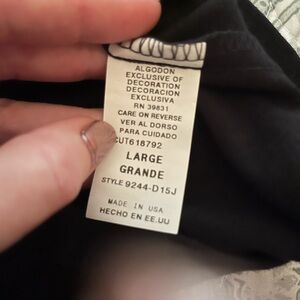 ALGODON
EXCLUSIVE OF
DECORATION
DECORACION
EXCLUSIVA
RN 39831
CARE ON REVERSE
VER AL DORSO
PARA CUIDADO
CUT618792
LARGE
GRANDE
STYLE 9244-D15J
MADE IN USA
HECHO EN EE.UU